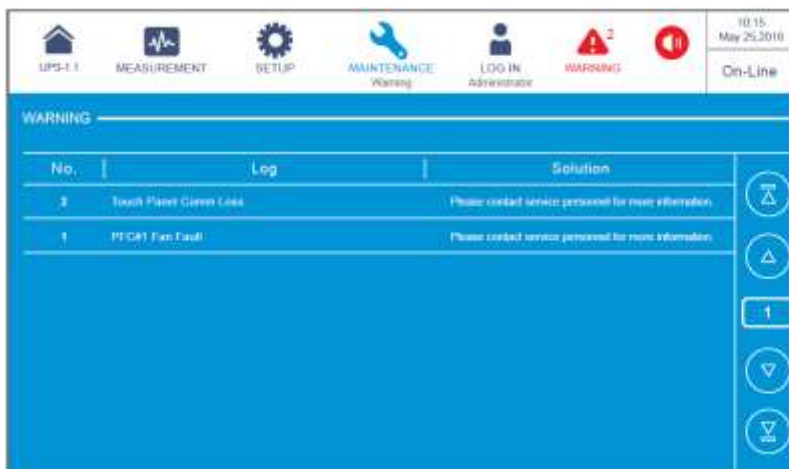 UPS-1.1 MEASUREMENT SETUP MAINTENANCE LOG IN WARNING 2 10:15
Warning Administrator May 25,2016
On-Line
WARNING
No. Log Solution
2 Touch Panel Comm Loss Please contact service personnel for more information.
1 PFC#1 Fan Fault Please contact service personnel for more information.
1